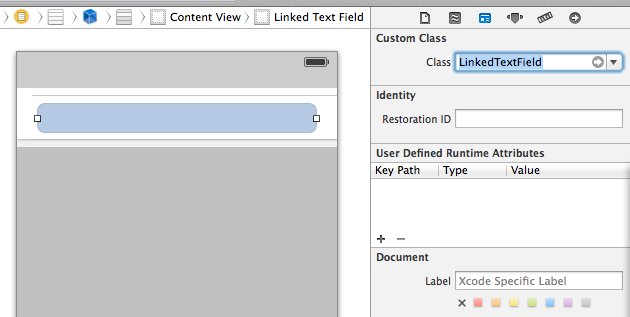 Content View Linked Text Field
Custom Class
Class LinkedTextField
Identity
Restoration ID
User Defined Runtime Attributes
Key Path Type Value
Document
Label Xcode Specific Label